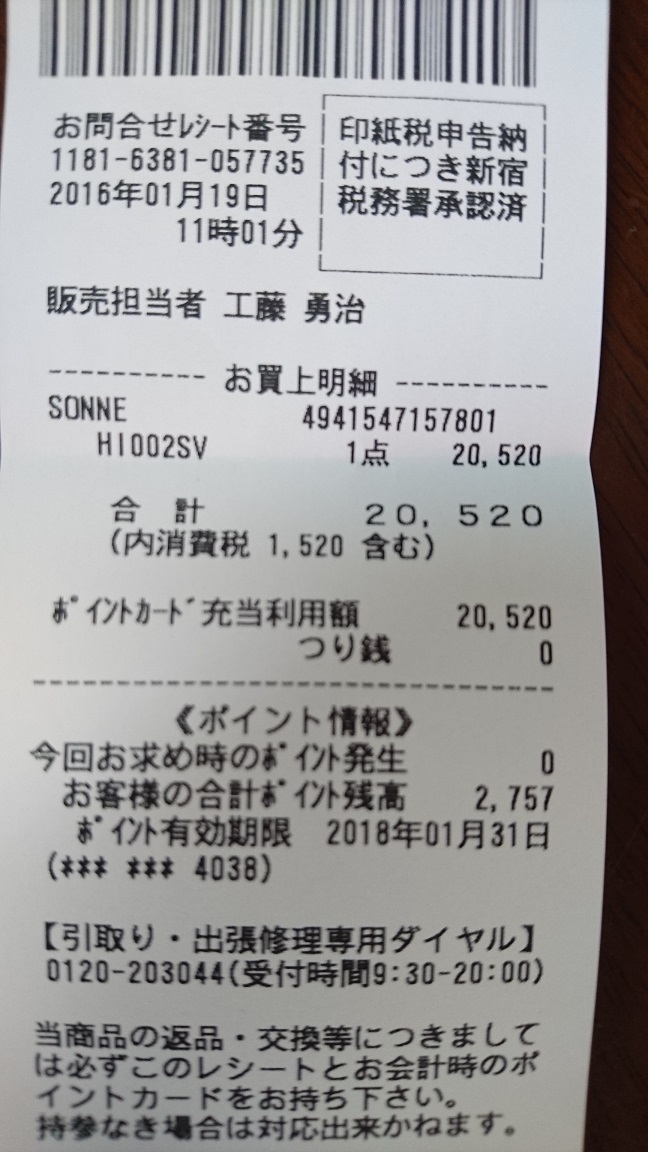 お問合せﾚｼｰﾄ番号
1181-6381-057735
2016年01月19日
11時01分
印紙税申告納
付につき新宿
税務署承認済
販売担当者 工藤 勇治
---------- お買上明細 ----------
SONNE 4941547157801
HI002SV 1点 20,520
合 計 20,520
(内消費税 1,520 含む)
ﾎﾟｲﾝﾄｶｰﾄﾞ充当利用額 20,520
つり銭 0
《ポイント情報》
今回お求め時のﾎﾟｲﾝﾄ発生 0
お客様の合計ﾎﾟｲﾝﾄ残高 2,757
ﾎﾟｲﾝﾄ有効期限 2018年01月31日
(*** *** 4038)
【引取り・出張修理専用ダイヤル】
0120-203044(受付時間9:30-20:00)
当商品の返品・交換等につきまして
は必ずこのレシートとお会計時のポ
イントカードをお持ち下さい。
持参なき場合は対応出来かねます。